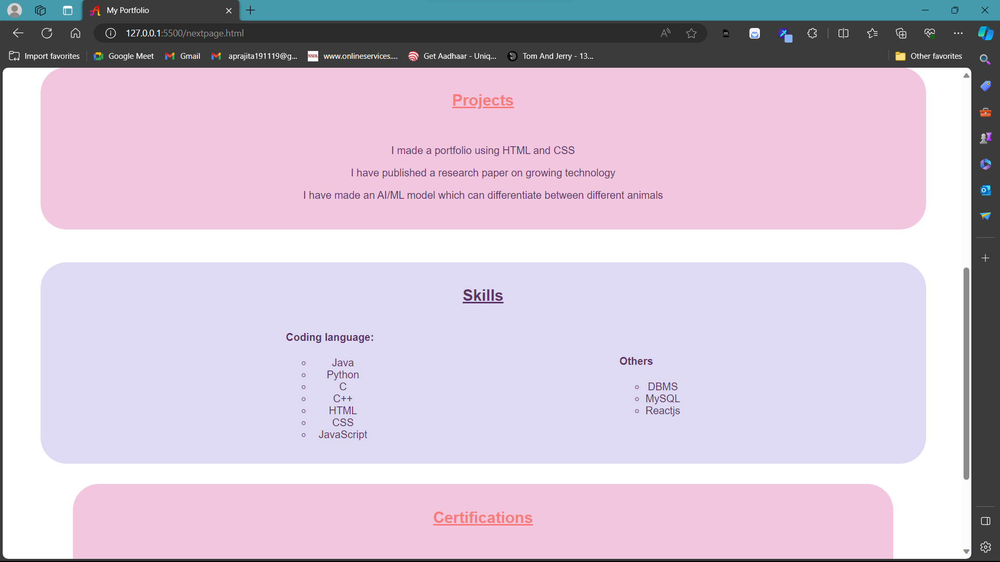 My Portfolio
127.0.0.1:5500/nextpage.html
Import favorites
Google Meet
Gmail
aprajita191119@g...
NSDL
www.onlineservices....
Get Aadhaar - Uniq...
Tom And Jerry - 13...
Other favorites
Projects
I made a portfolio using HTML and CSS
I have published a research paper on growing technology
I have made an AI/ML model which can differentiate between different animals
Skills
Coding language:
Java
Python
C
C++
HTML
CSS
JavaScript
Others
DBMS
MySQL
Reactjs
Certifications